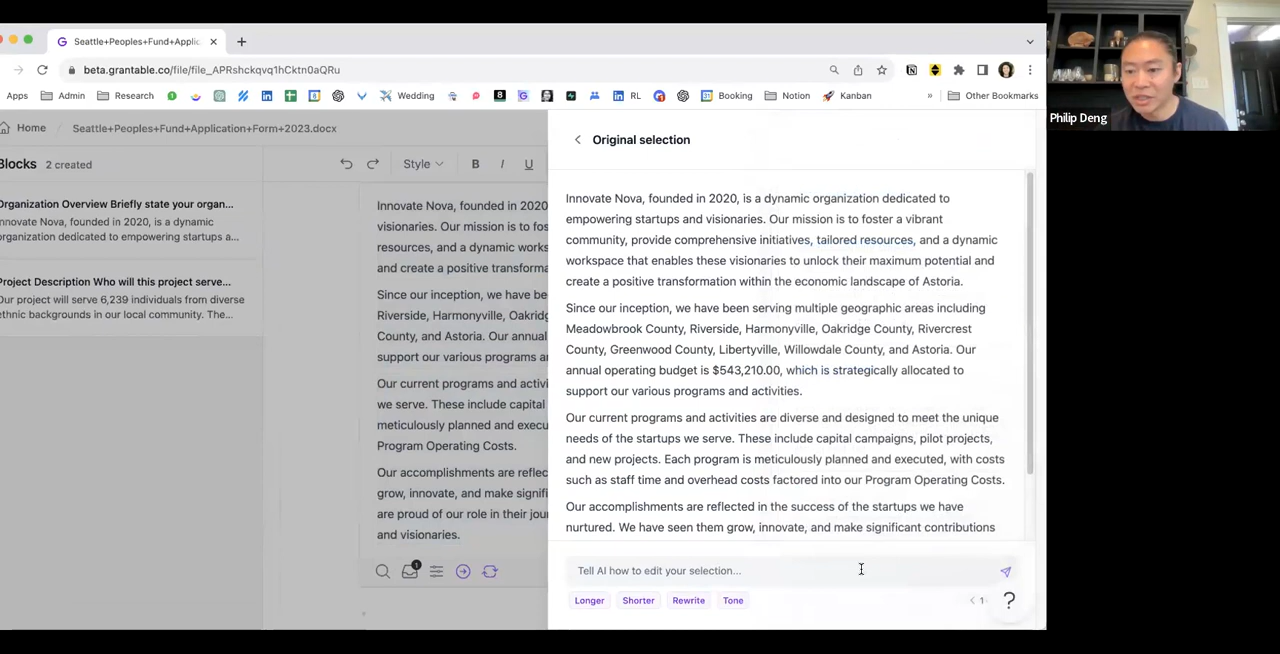 Seattle+Peoples+Fund+Applic
beta.grantable.co/file/file_APRshckqvq1hCktn0aQRu
Apps
Admin
Research
Wedding
RL
Booking
Notion
Kanban
»
Other Bookmarks
Philip Deng
Home
Seattle+Peoples+Fund+Application+Form+2023.docx
Original selection
Blocks 2 created
Style
B I U
Organization Overview Briefly state your organ...
Innovate Nova, founded in 2020, is a dynamic
organization dedicated to empowering startups a...
Project Description Who will this project serve...
Our project will serve 6,239 individuals from diverse
ethnic backgrounds in our local community. The...
Innovate Nova, founded in 2020
visionaries. Our mission is to fos
resources, and a dynamic works
and create a positive transforma
Since our inception, we have be
Riverside, Harmonyville, Oakridg
County, and Astoria. Our annual
support our various programs an
Our current programs and activi
we serve. These include capital
meticulously planned and execu
Program Operating Costs.
Our accomplishments are reflec
grow, innovate, and make signifi
are proud of our role in their jou
and visionaries.
1
Innovate Nova, founded in 2020, is a dynamic organization dedicated to
empowering startups and visionaries. Our mission is to foster a vibrant
community, provide comprehensive initiatives, tailored resources, and a dynamic
workspace that enables these visionaries to unlock their maximum potential and
create a positive transformation within the economic landscape of Astoria.
Since our inception, we have been serving multiple geographic areas including
Meadowbrook County, Riverside, Harmonyville, Oakridge County, Rivercrest
County, Greenwood County, Libertyville, Willowdale County, and Astoria. Our
annual operating budget is $543,210.00, which is strategically allocated to
support our various programs and activities.
Our current programs and activities are diverse and designed to meet the unique
needs of the startups we serve. These include capital campaigns, pilot projects,
and new projects. Each program is meticulously planned and executed, with costs
such as staff time and overhead costs factored into our Program Operating Costs.
Our accomplishments are reflected in the success of the startups we have
nurtured. We have seen them grow, innovate, and make significant contributions
Tell AI how to edit your selection...
Longer
Shorter
Rewrite
Tone
< 1
?